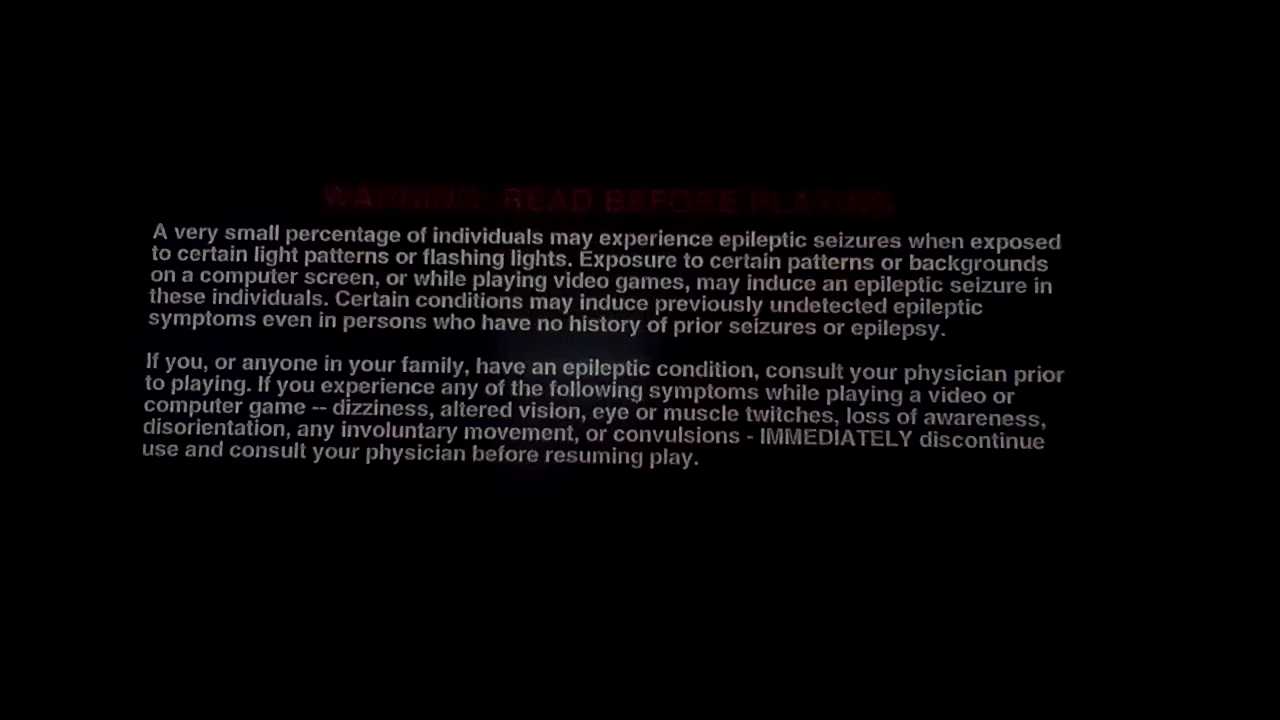 WARNING: READ BEFORE PLAYING
A very small percentage of individuals may experience epileptic seizures when exposed
to certain light patterns or flashing lights. Exposure to certain patterns or backgrounds
on a computer screen, or while playing video games, may induce an epileptic seizure in
these individuals. Certain conditions may induce previously undetected epileptic
symptoms even in persons who have no history of prior seizures or epilepsy.
If you, or anyone in your family, have an epileptic condition, consult your physician prior
to playing. If you experience any of the following symptoms while playing a video or
computer game -- dizziness, altered vision, eye or muscle twitches, loss of awareness,
disorientation, any involuntary movement, or convulsions - IMMEDIATELY discontinue
use and consult your physician before resuming play.